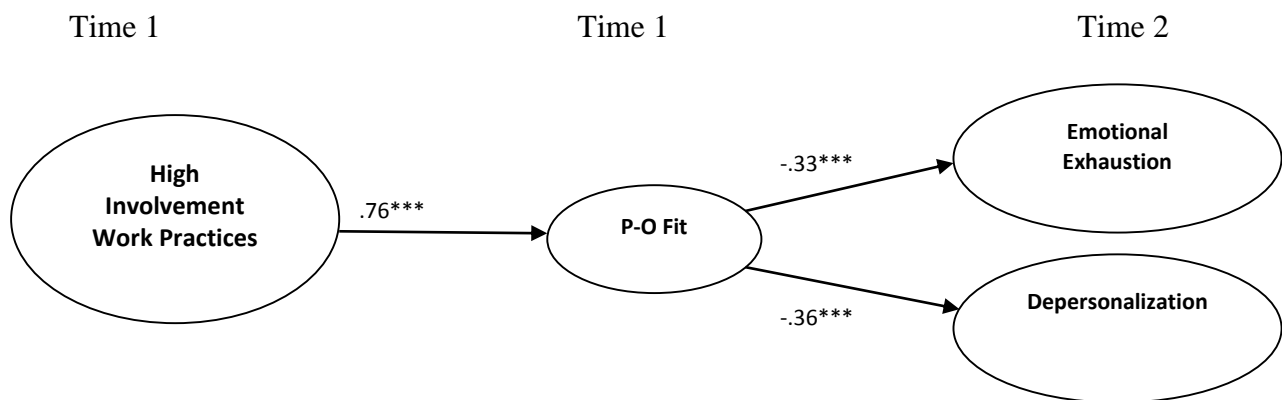 Time 1
Time 1
Time 2
High
Involvement
Work Practices
.76***
P-O Fit
-.33***
-.36***
Emotional
Exhaustion
Depersonalization